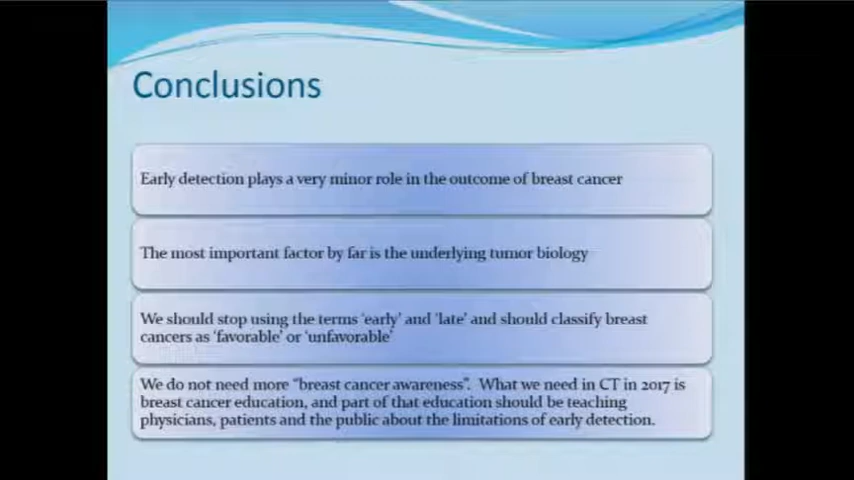 Conclusions
Early detection plays a very minor role in the outcome of breast cancer
The most important factor by far is the underlying tumor biology
We should stop using the terms 'early' and 'late' and should classify breast
cancers as 'favorable' or 'unfavorable'
We do not need more "breast cancer awareness".  What we need in CT in 2017 is
breast cancer education, and part of that education should be teaching
physicians, patients and the public about the limitations of early detection.